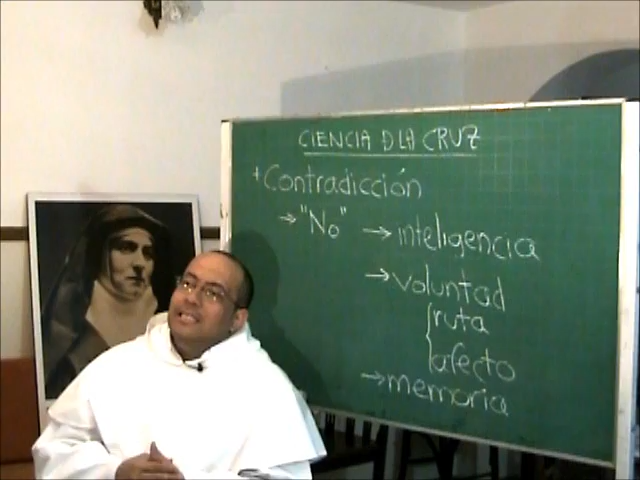 CIENCIA D LA CRUZ
+ Contradicción
→ "No" → inteligencia
→ voluntad
ruta
afecto
→ memoria